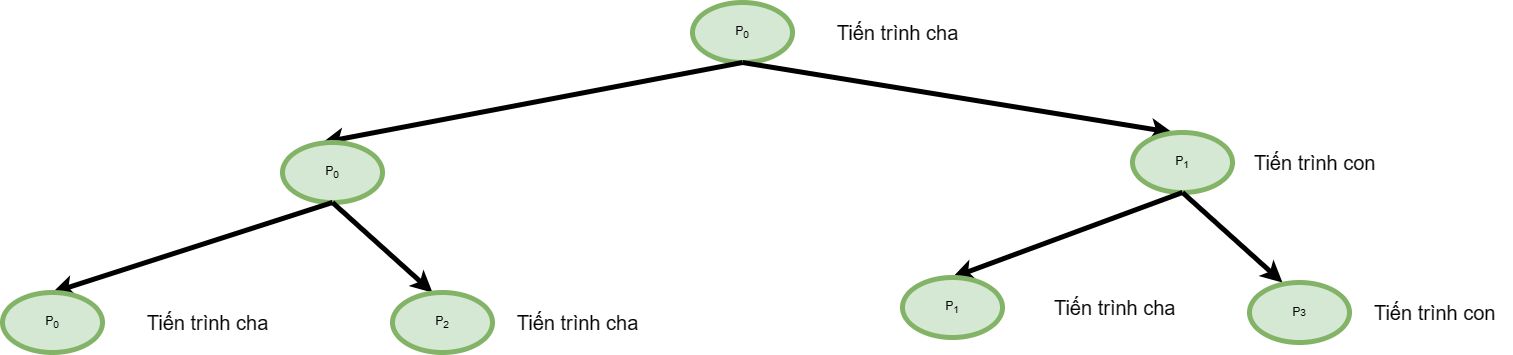 P₀ Tiến trình cha
P₀
P₁ Tiến trình con
P₀ Tiến trình cha
P₂ Tiến trình cha
P₁ Tiến trình cha
P₃ Tiến trình con